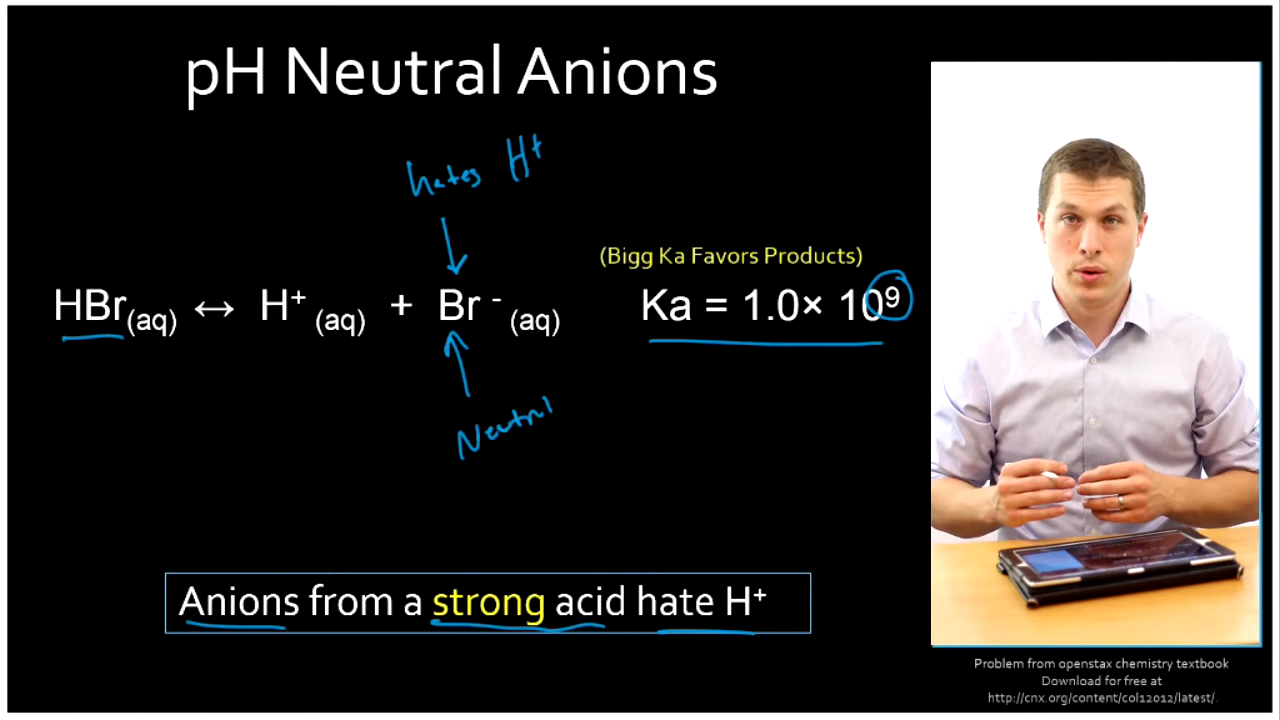 pH Neutral Anions
hates H⁺
(Bigg Ka Favors Products)
HBr(aq) ↔ H⁺ (aq) + Br ⁻ (aq) Ka = 1.0× 10⁹
Neutral
Anions from a strong acid hate H⁺
Problem from openstax chemistry textbook
Download for free at
http://cnx.org/content/col12012/latest/.